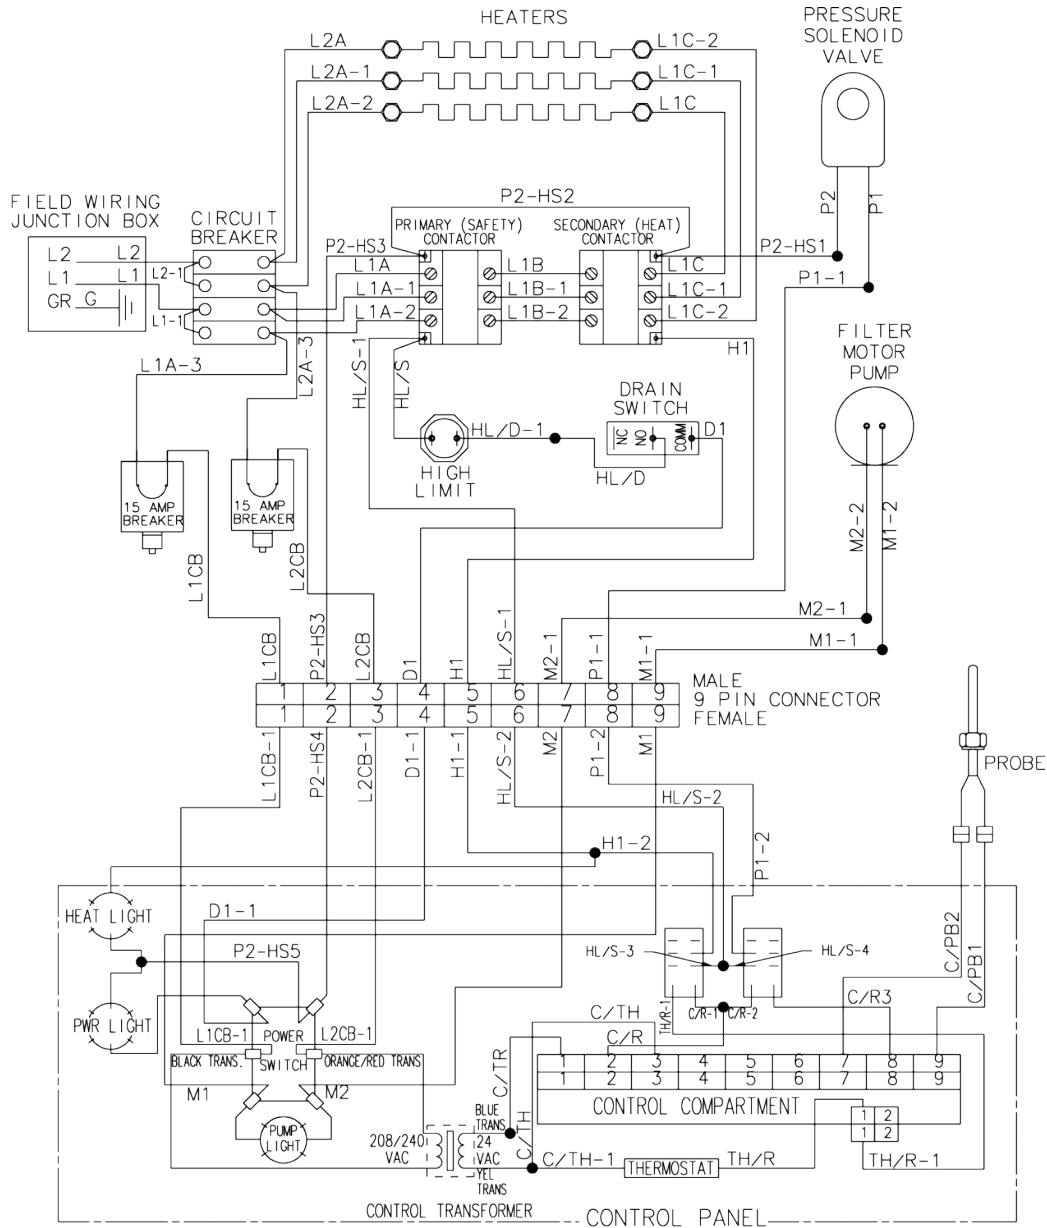 HEATERS
PRESSURE
SOLENOID
VALVE
L2A
L1C-2
L2A-1
L1C-1
L2A-2
L1C
P2
P1
FIELD WIRING
JUNCTION BOX
CIRCUIT
BREAKER
P2-HS2
PRIMARY (SAFETY)
CONTACTOR
SECONDARY (HEAT)
CONTACTOR
P2-HS3
P2-HS1
L2
L2
L2-1
L1
L1
GR
G
L1-1
L1A
L1B
L1C
P1-1
L1A-1
L1B-1
L1C-1
L1A-2
L1B-2
L1C-2
H1
FILTER
MOTOR
PUMP
L1A-3
L2A-3
HL/S-1
HL/S
DRAIN
SWITCH
NC
NO
COMM
D1
HL/D-1
HL/D
HIGH
LIMIT
15 AMP
BREAKER
15 AMP
BREAKER
M2-2
M1-2
L1CB
L2CB
M2-1
M1-1
L1CB
P2-HS3
L2CB
D1
H1
HL/S-1
M2-1
P1-1
M1-1
1 2 3 4 5 6 7 8 9
1 2 3 4 5 6 7 8 9
MALE
9 PIN CONNECTOR
FEMALE
L1CB-1
P2-HS4
L2CB-1
D1-1
H1-1
HL/S-2
M2
P1-2
M1
PROBE
HL/S-2
H1-2
P1-2
HEAT LIGHT
D1-1
P2-HS5
HL/S-3
HL/S-4
C/PB2
C/PB1
PWR LIGHT
L1CB-1
POWER
SWITCH
L2CB-1
BLACK TRANS.
ORANGE/RED TRANS
C/TH
C/R
TH/R-1
C/R-1
C/R-2
C/R3
C/TR
1 2 3 4 5 6 7 8 9
1 2 3 4 5 6 7 8 9
CONTROL COMPARTMENT
1 2
1 2
M1
M2
PUMP
LIGHT
BLUE
TRANS
C/TH
208/240
VAC
24
VAC
YEL
TRANS
C/TH-1
THERMOSTAT
TH/R
TH/R-1
CONTROL TRANSFORMER
CONTROL PANEL